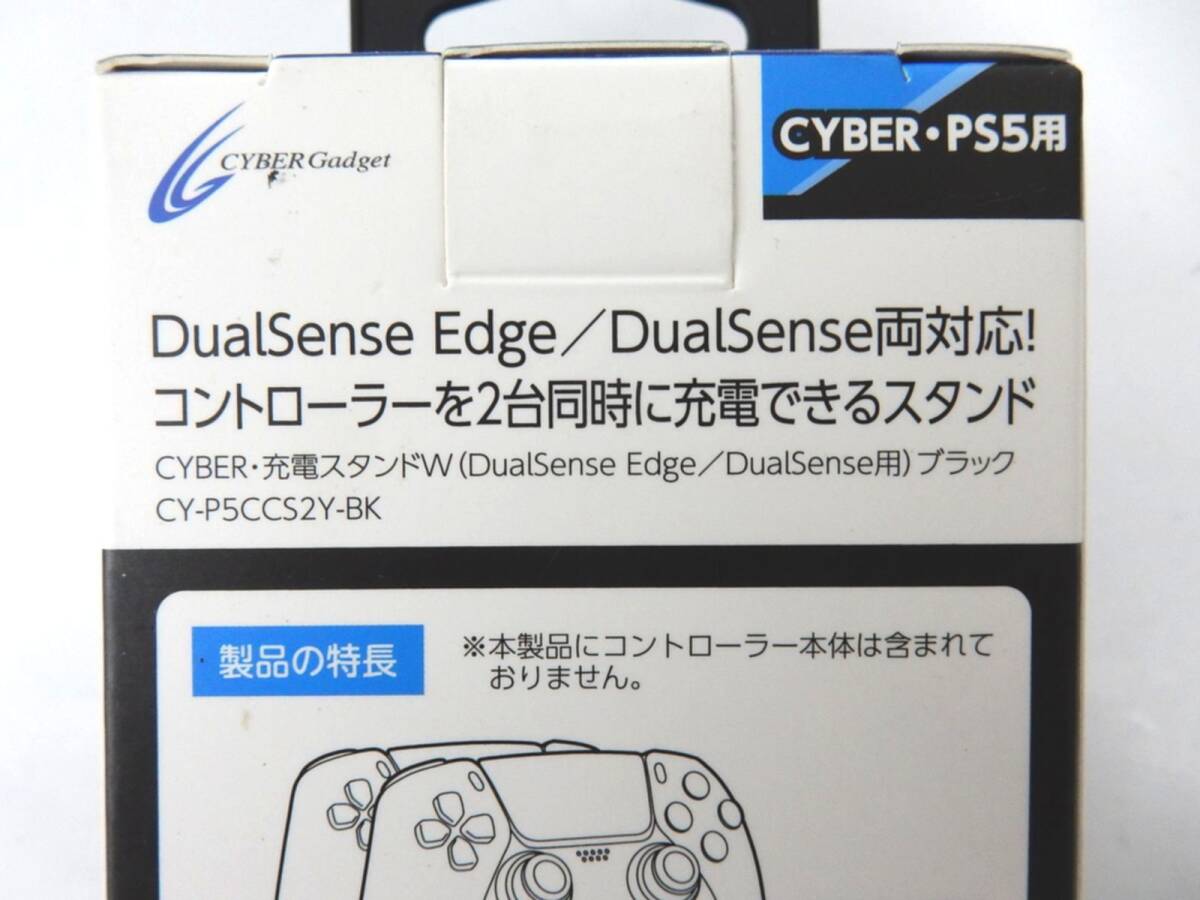 CYBER Gadget
CYBER・PS5用
DualSense Edge／DualSense両対応!
コントローラーを2台同時に充電できるスタンド
CYBER・充電スタンドW（DualSense Edge／DualSense用）ブラック
CY-P5CCS2Y-BK
製品の特長
※本製品にコントローラー本体は含まれて
おりません。